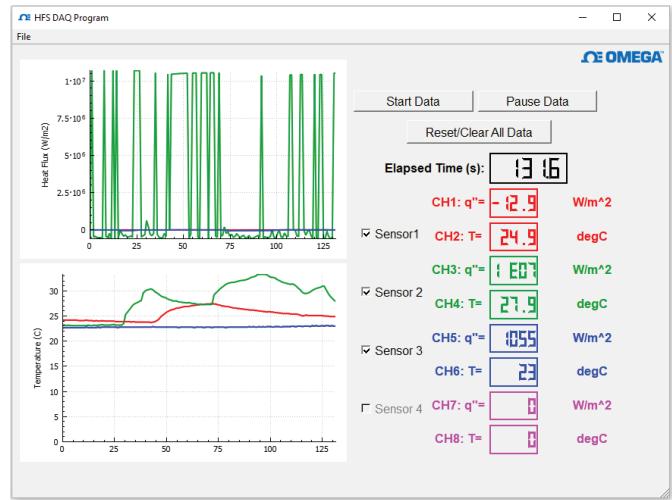 HFS DAQ Program
File
ΩE OMEGA
Start Data Pause Data
Reset/Clear All Data
Elapsed Time (s): 131.6
CH1: q"= -12.9 W/m^2
Sensor1 CH2: T= 24.9 degC
CH3: q"= 1E07 W/m^2
Sensor 2 CH4: T= 27.9 degC
CH5: q"= 1055 W/m^2
Sensor 3 CH6: T= 23 degC
CH7: q"= 0 W/m^2
Sensor 4 CH8: T= 0 degC
Heat Flux (W/m2)
1·10⁷
7.5·10⁶
5·10⁶
2.5·10⁶
0
0 25 50 75 100 125
Temperature (C)
30
25
20
15
10
5
0
0 25 50 75 100 125